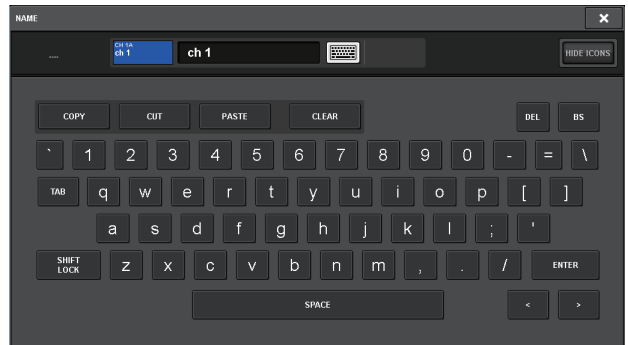 NAME ×
---- CH 1A
ch 1 ch 1 HIDE ICONS
COPY CUT PASTE CLEAR DEL BS
` 1 2 3 4 5 6 7 8 9 0 - = \
TAB q w e r t y u i o p [ ]
a s d f g h j k l ; '
SHIFT
LOCK z x c v b n m , . / ENTER
SPACE < >